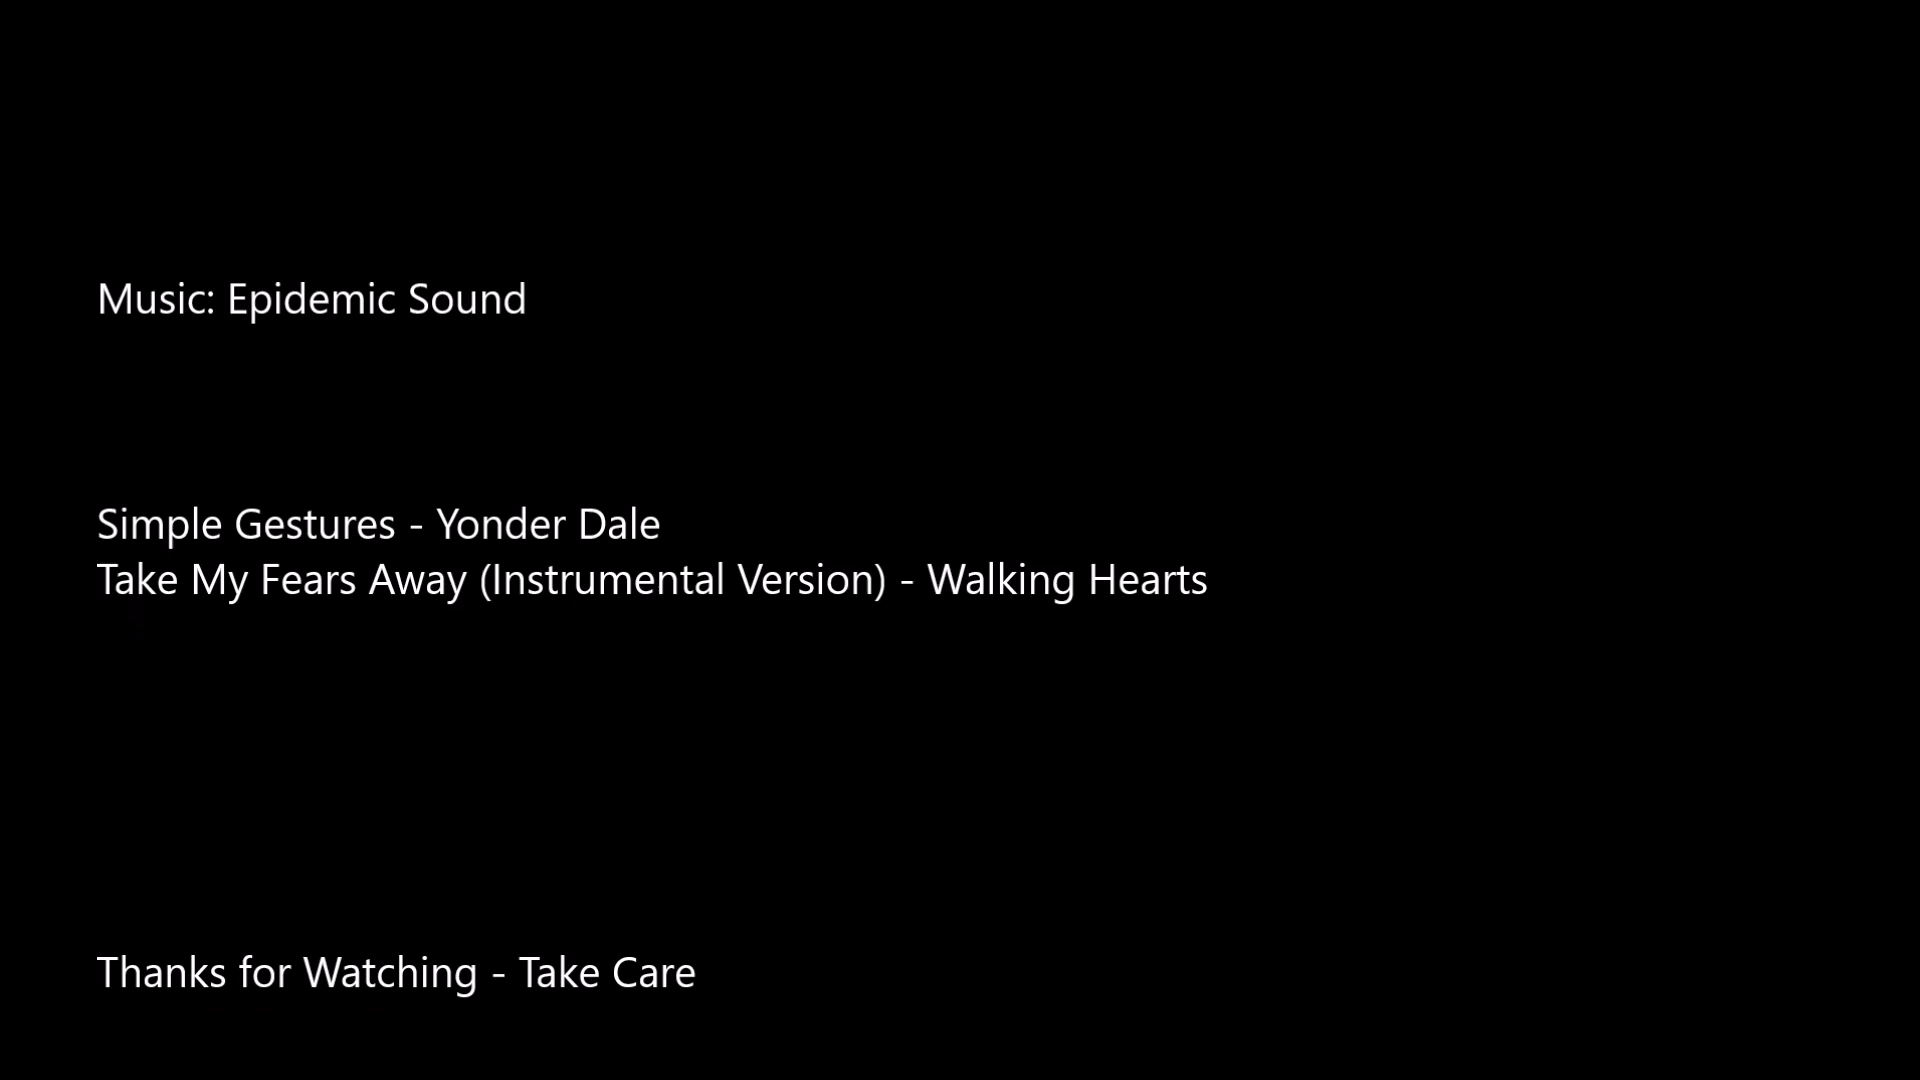 Music: Epidemic Sound
Simple Gestures - Yonder Dale
Take My Fears Away (Instrumental Version) - Walking Hearts
Thanks for Watching - Take Care